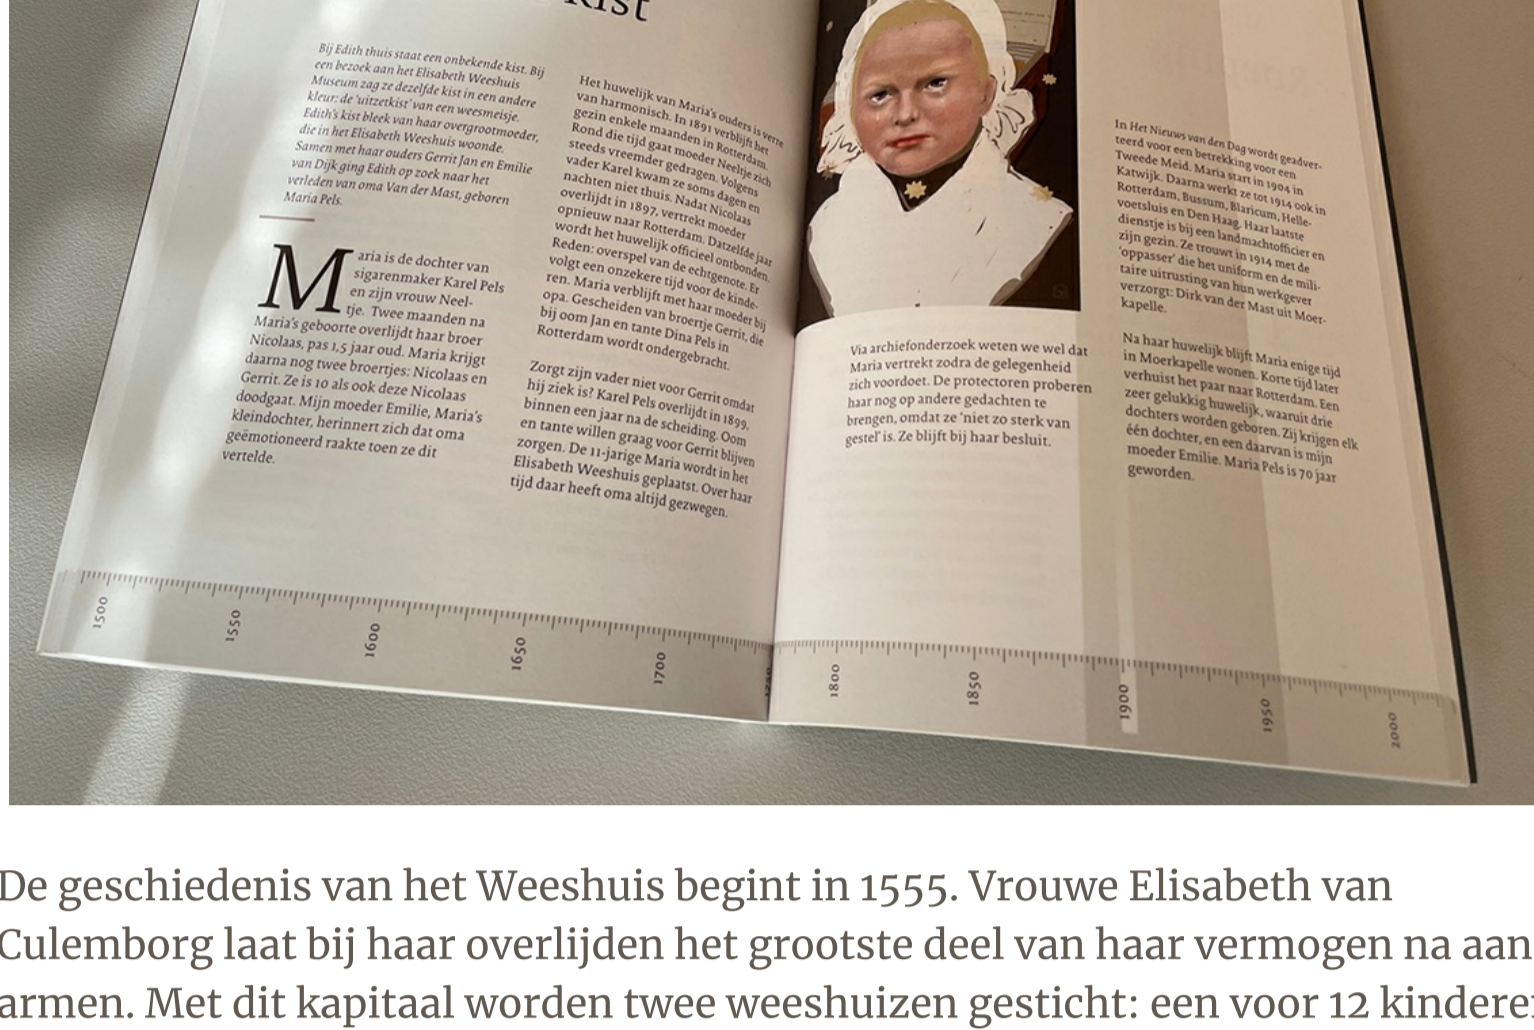 kist
Bij Edith thuis staat een onbekende kist. Bij
een bezoek aan het Elisabeth Weeshuis
Museum zag ze dezelfde kist in een andere
kleur: de 'uitzetkist' van een weesmeisje.
Edith's kist bleek van haar overgrootmoeder,
die in het Elisabeth Weeshuis woonde.
Samen met haar ouders Gerrit Jan en Emilie
van Dijk ging Edith op zoek naar het
verleden van oma Van der Mast, geboren
Maria Pels.
Maria is de dochter van
sigarenmaker Karel Pels
en zijn vrouw Neel-
tje. Twee maanden na
Maria's geboorte overlijdt haar broer
Nicolaas, pas 1,5 jaar oud. Maria krijgt
daarna nog twee broertjes: Nicolaas en
Gerrit. Ze is 10 als ook deze Nicolaas
doodgaat. Mijn moeder Emilie, Maria's
kleindochter, herinnert zich dat oma
geëmotioneerd raakte toen ze dit
vertelde.
Het huwelijk van Maria's ouders is verre
van harmonisch. In 1891 verblijft het
gezin enkele maanden in Rotterdam.
Rond die tijd gaat moeder Neeltje zich
steeds vreemder gedragen. Volgens
vader Karel kwam ze soms dagen en
nachten niet thuis. Nadat Nicolaas
overlijdt in 1897, vertrekt moeder
opnieuw naar Rotterdam. Datzelfde jaar
wordt het huwelijk officieel ontbonden.
Reden: overspel van de echtgenote. Er
volgt een onzekere tijd voor de kinde-
ren. Maria verblijft met haar moeder bij
opa. Gescheiden van broertje Gerrit, die
bij oom Jan en tante Dina Pels in
Rotterdam wordt ondergebracht.
Zorgt zijn vader niet voor Gerrit omdat
hij ziek is? Karel Pels overlijdt in 1899,
binnen een jaar na de scheiding. Oom
en tante willen graag voor Gerrit blijven
zorgen. De 11-jarige Maria wordt in het
Elisabeth Weeshuis geplaatst. Over haar
tijd daar heeft oma altijd gezwegen.
Via archiefonderzoek weten we wel dat
Maria vertrekt zodra de gelegenheid
zich voordoet. De protectoren proberen
haar nog op andere gedachten te
brengen, omdat ze 'niet zo sterk van
gestel' is. Ze blijft bij haar besluit.
In Het Nieuws van den Dag wordt geadver-
teerd voor een betrekking voor een
Tweede Meid. Maria start in 1904 in
Katwijk. Daarna werkt ze tot 1914 ook in
Rotterdam, Bussum, Blaricum, Helle-
voetsluis en Den Haag. Haar laatste
dienstje is bij een landmachtofficier en
zijn gezin. Ze trouwt in 1914 met de
'oppasser' die het uniform en de mili-
taire uitrusting van hun werkgever
verzorgt: Dirk van der Mast uit Moer-
kapelle.
Na haar huwelijk blijft Maria enige tijd
in Moerkapelle wonen. Korte tijd later
verhuist het paar naar Rotterdam. Een
zeer gelukkig huwelijk, waaruit drie
dochters worden geboren. Zij krijgen elk
één dochter, en een daarvan is mijn
moeder Emilie. Maria Pels is 70 jaar
geworden.
1500 1550 1600 1650 1700 1750 1800 1850 1900 1950 2000
De geschiedenis van het Weeshuis begint in 1555. Vrouwe Elisabeth van
Culemborg laat bij haar overlijden het grootste deel van haar vermogen na aan
armen. Met dit kapitaal worden twee weeshuizen gesticht: een voor 12 kindere